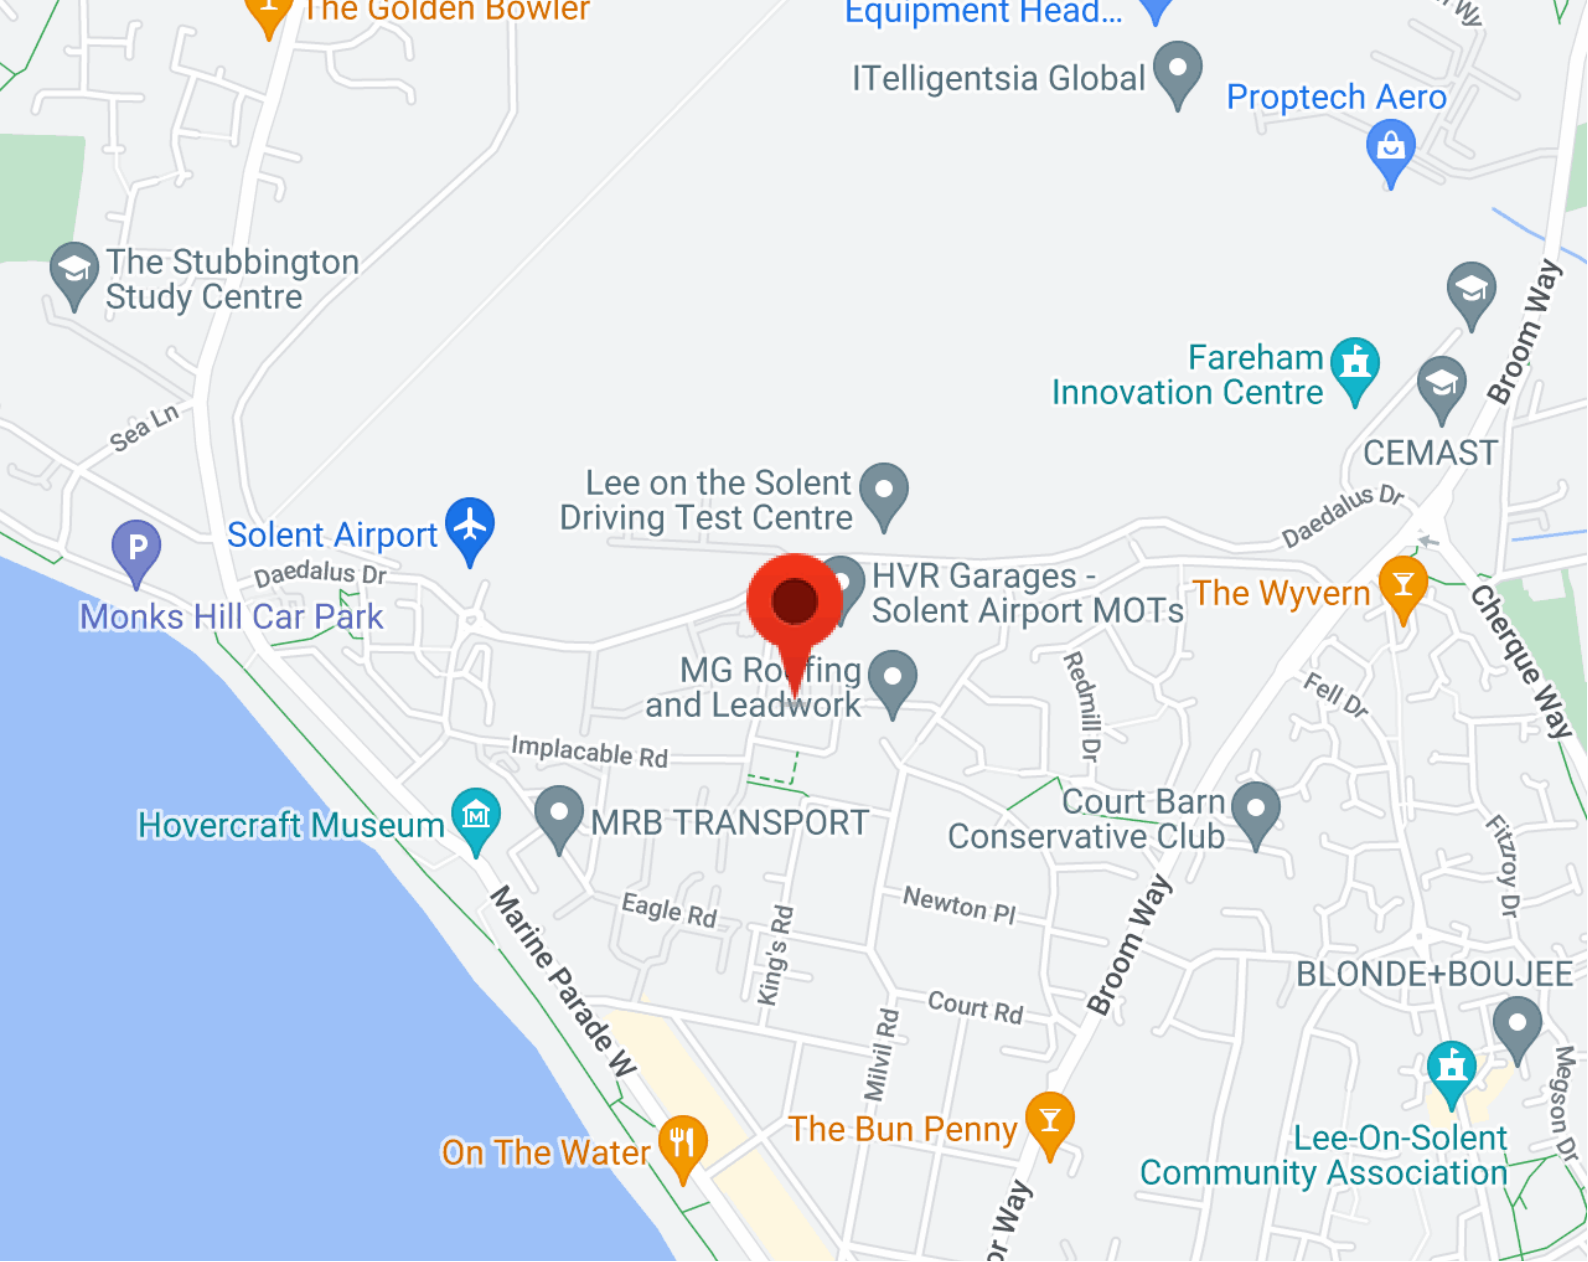 The Golden Bowler
Equipment Head...
Wy
ITelligentsia Global
Proptech Aero
The Stubbington
Study Centre
Broom Way
Fareham
Innovation Centre
Sea Ln
CEMAST
Lee on the Solent
Driving Test Centre
Daedalus Dr
P
Solent Airport
Daedalus Dr
HVR Garages -
Solent Airport MOTs
The Wyvern
Monks Hill Car Park
Cherque Way
MG Roofing
and Leadwork
Redmill Dr
Fell Dr
Implacable Rd
Hovercraft Museum
M
MRB TRANSPORT
Court Barn
Conservative Club
Fitzroy Dr
Marine Parade W
Eagle Rd
King's Rd
Newton Pl
Broom Way
BLONDE+BOUJEE
Court Rd
Milvil Rd
Megson Dr
On The Water
The Bun Penny
Lee-On-Solent
Community Association
or Way